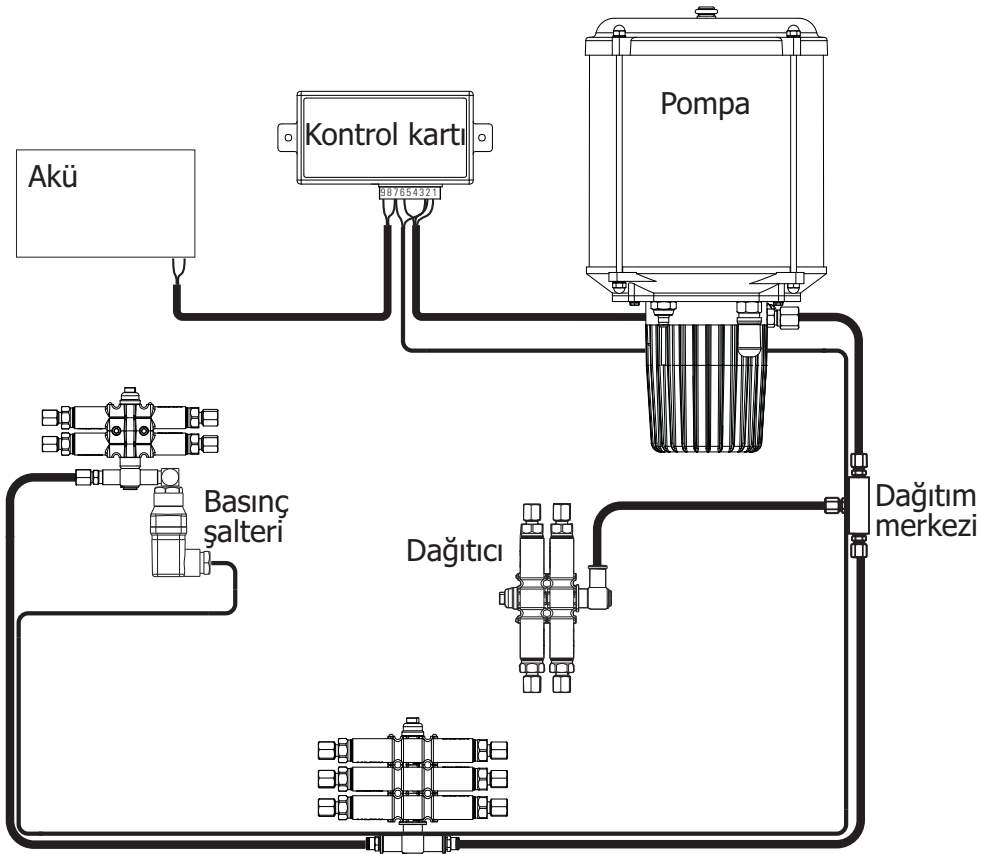 Pompa
Kontrol kartı
987654321
Akü
Basınç
şalteri
Dağıtıcı
Dağıtım
merkezi